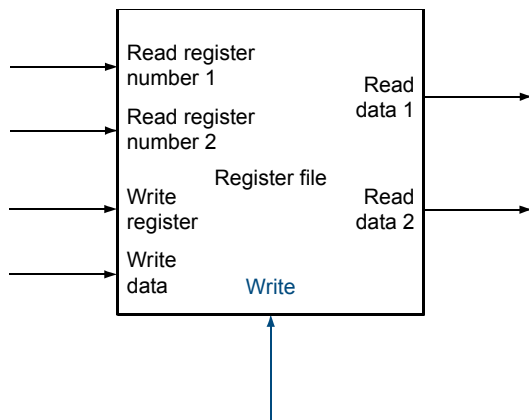 Read register
number 1
Read register
number 2
Register file
Write
register
Write
data
Write
Read
data 1
Read
data 2